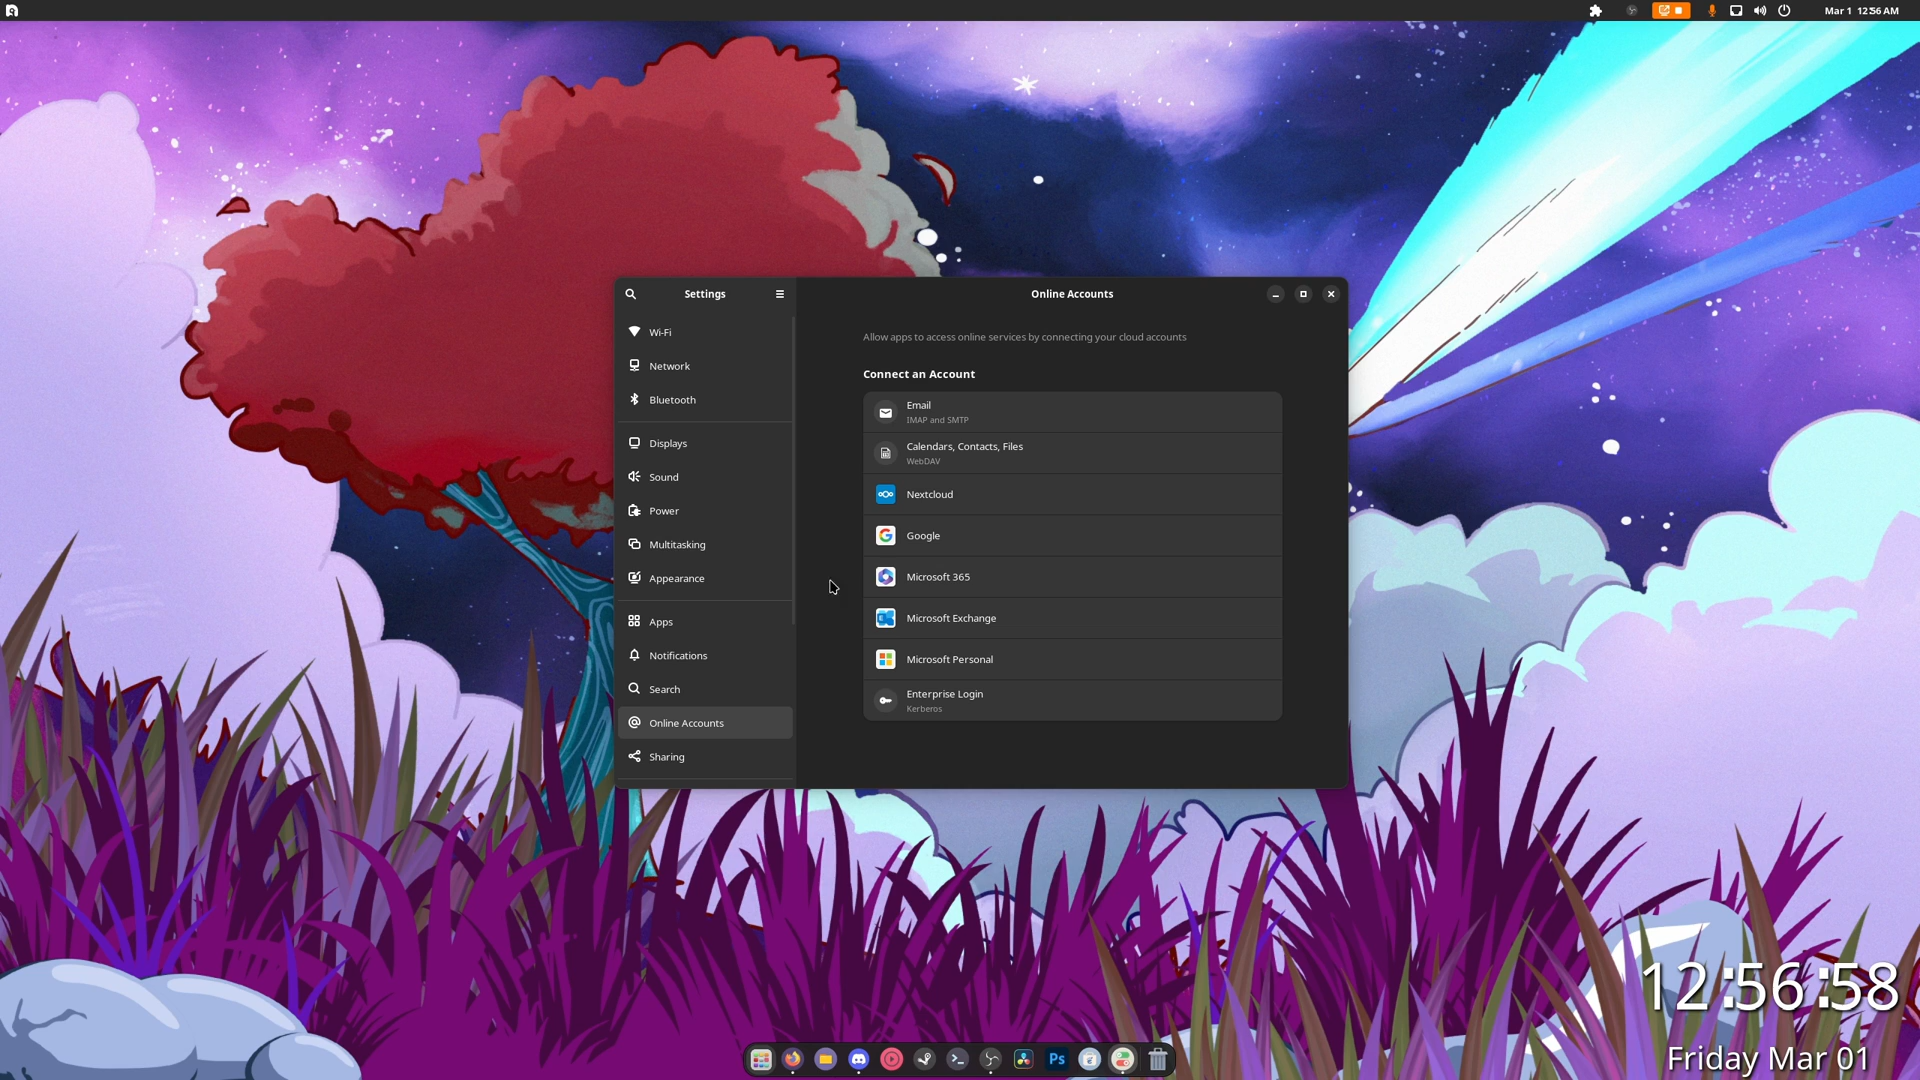 Mar 1 12:56 AM
Settings
Online Accounts
Wi-Fi
Network
Bluetooth
Displays
Sound
Power
Multitasking
Appearance
Apps
Notifications
Search
Online Accounts
Sharing
Allow apps to access online services by connecting your cloud accounts
Connect an Account
Email
IMAP and SMTP
Calendars, Contacts, Files
WebDAV
Nextcloud
Google
Microsoft 365
Microsoft Exchange
Microsoft Personal
Enterprise Login
Kerberos
12:56:58
Friday Mar 01
Ps